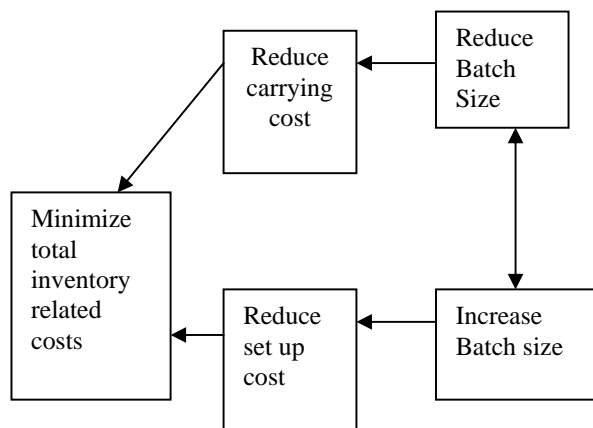 Reduce
carrying
cost
Reduce
Batch
Size
Minimize
total
inventory
related
costs
Reduce
set up
cost
Increase
Batch size